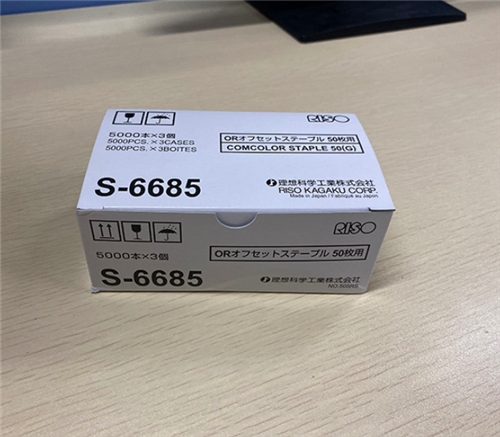 RISO
5000本×3個
5000PCS. ×3CASES
5000PCS. ×3BOITES
ORオフセットステープル 50枚用
COMCOLOR STAPLE 50(G)
S-6685
理想科学工業株式会社
RISO KAGAKU CORP.
Made in Japan / Fabriqué au Japon
RISO
5000本×3個
ORオフセットステープル 50枚用
S-6685
理想科学工業株式会社